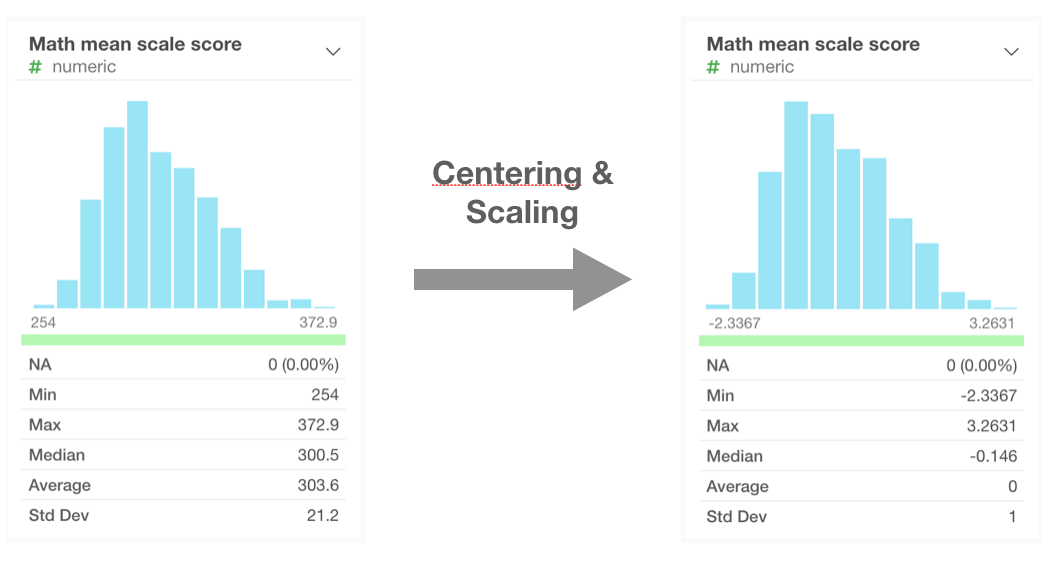 Math mean scale score
# numeric
254 372.9
NA 0 (0.00%)
Min 254
Max 372.9
Median 300.5
Average 303.6
Std Dev 21.2
Centering &
Scaling
Math mean scale score
# numeric
-2.3367 3.2631
NA 0 (0.00%)
Min -2.3367
Max 3.2631
Median -0.146
Average 0
Std Dev 1